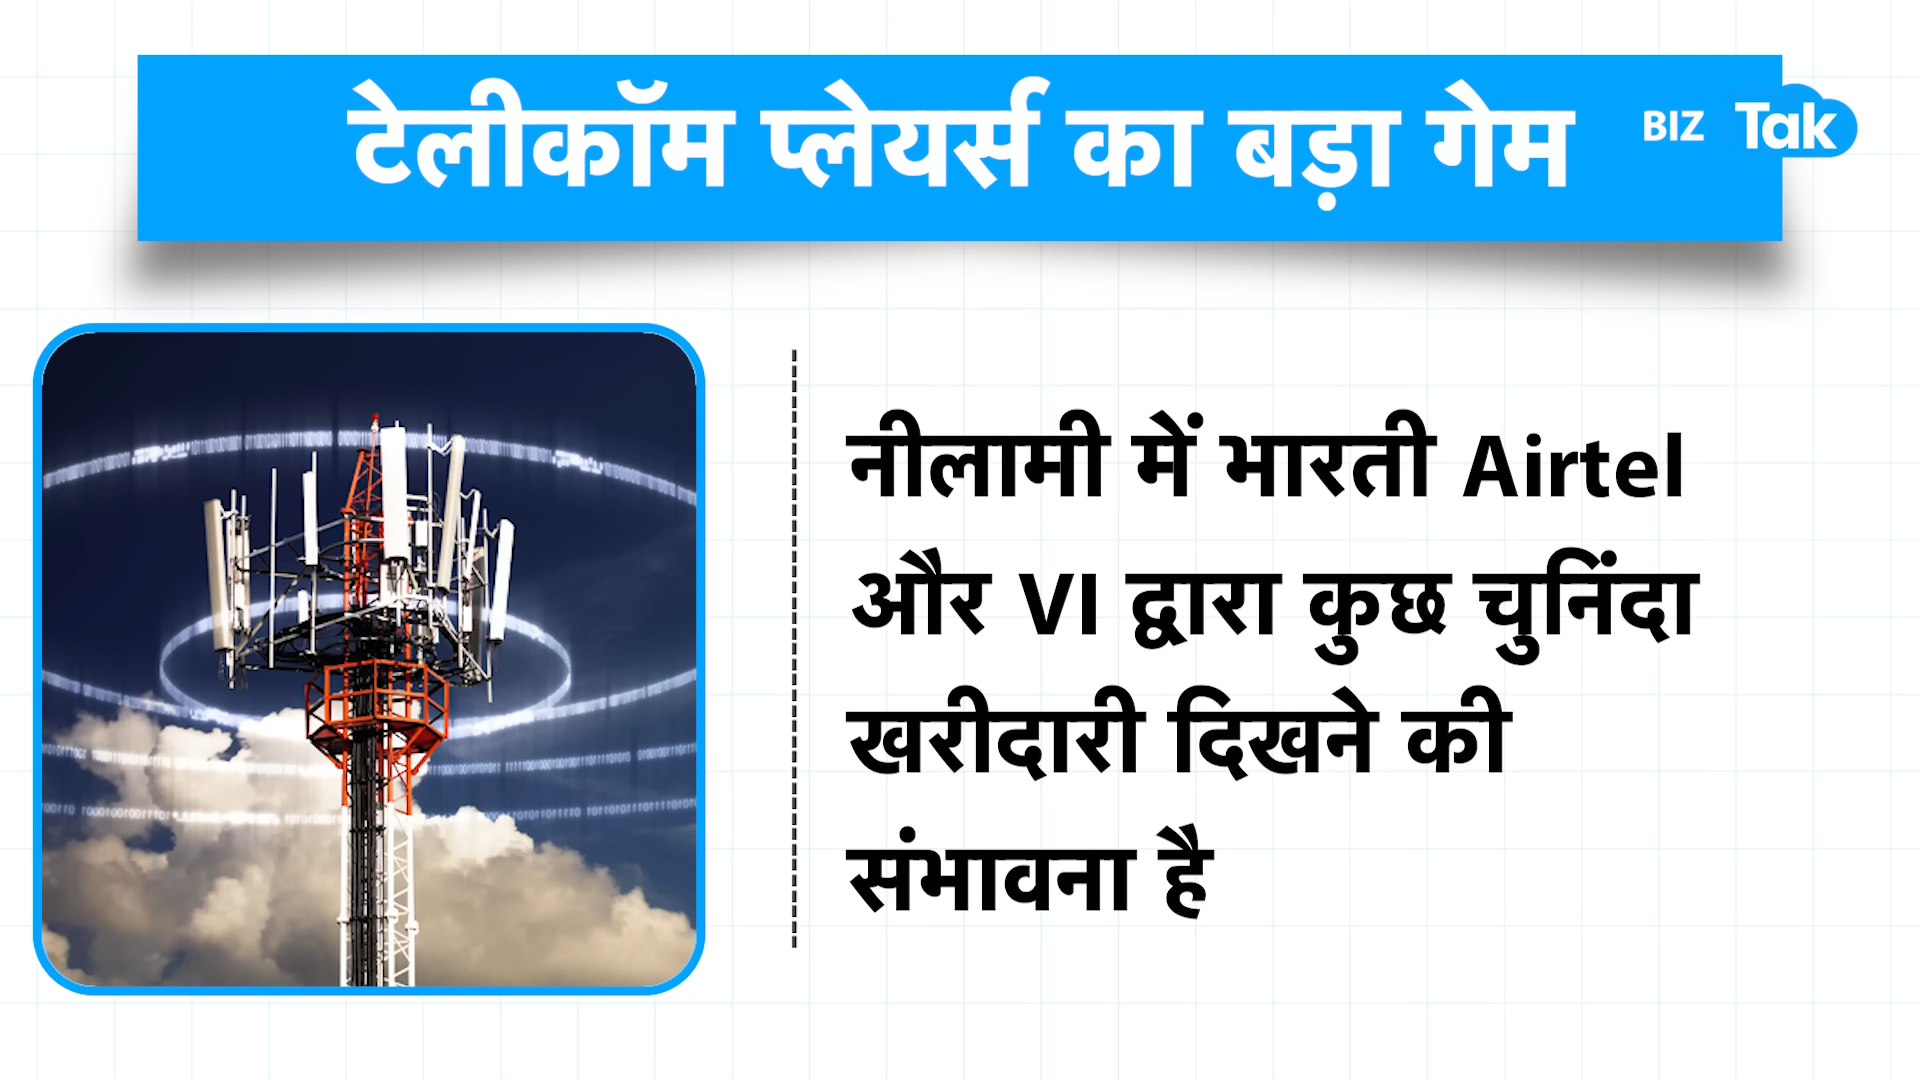 टेलीकॉम प्लेयर्स का बड़ा गेम
BIZ Tak
नीलामी में भारती Airtel
और VI द्वारा कुछ चुनिंदा
खरीदारी दिखने की
संभावना है